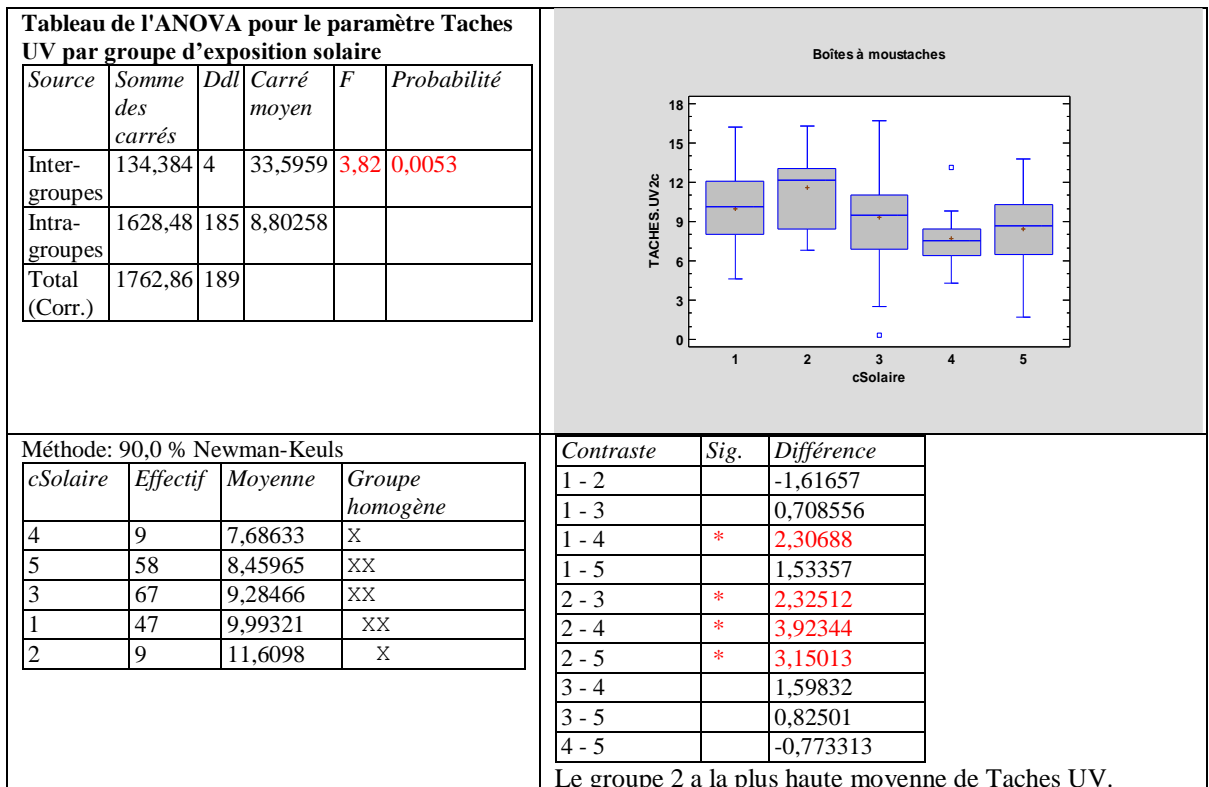 Tableau de l'ANOVA pour le paramètre Taches
UV par groupe d'exposition solaire
Source Somme des carrés Ddl Carré moyen F Probabilité
Inter-groupes 134,384 4 33,5959 3,82 0,0053
Intra-groupes 1628,48 185 8,80258
Total (Corr.) 1762,86 189
Boîtes à moustaches
TACHES.UV2c
18
15
12
9
6
3
0
1 2 3 4 5
cSolaire
Méthode: 90,0 % Newman-Keuls
cSolaire Effectif Moyenne Groupe homogène
4 9 7,68633 X
5 58 8,45965 XX
3 67 9,28466 XX
1 47 9,99321 XX
2 9 11,6098 X
Contraste Sig. Différence
1 - 2 -1,61657
1 - 3 0,708556
1 - 4 * 2,30688
1 - 5 1,53357
2 - 3 * 2,32512
2 - 4 * 3,92344
2 - 5 * 3,15013
3 - 4 1,59832
3 - 5 0,82501
4 - 5 -0,773313
Le groupe 2 a la plus haute moyenne de Taches UV.